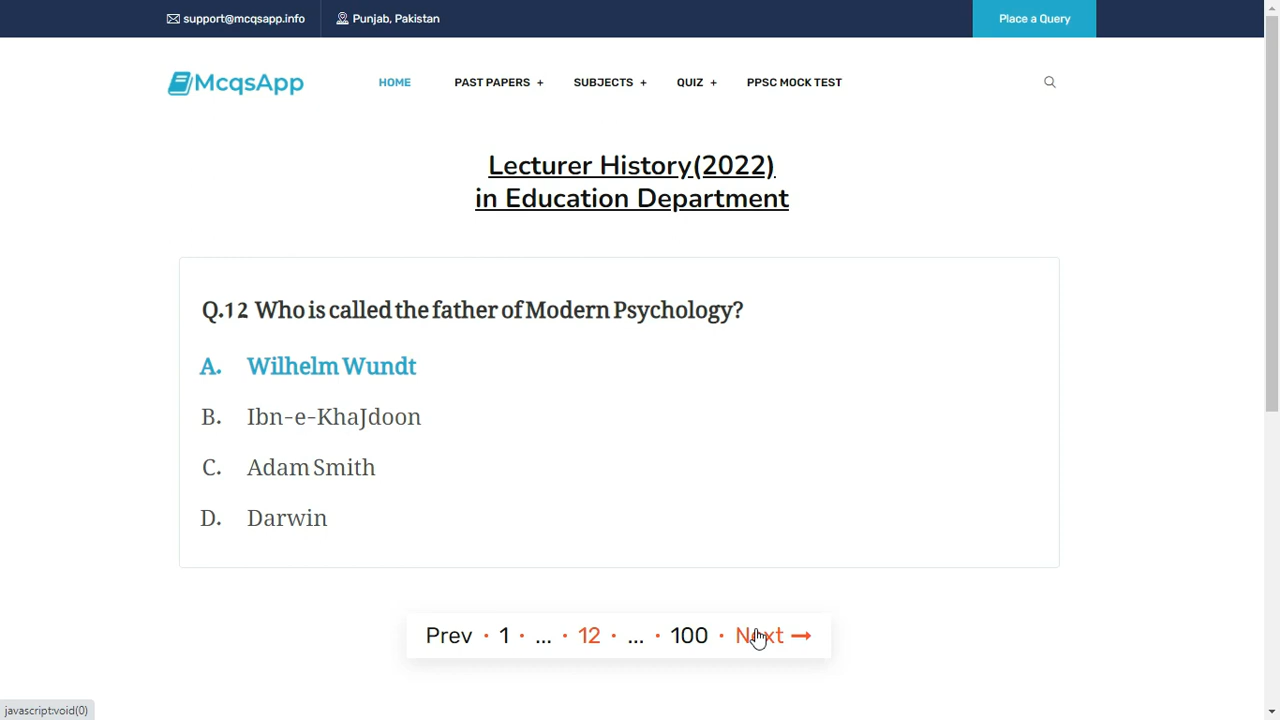 support@mcqsapp.info Punjab, Pakistan Place a Query
McqsApp HOME PAST PAPERS + SUBJECTS + QUIZ + PPSC MOCK TEST
Lecturer History(2022)
in Education Department
Q.12 Who is called the father of Modern Psychology?
A. Wilhelm Wundt
B. Ibn-e-KhaJdoon
C. Adam Smith
D. Darwin
Prev · 1 · ... · 12 · ... · 100 · Next →
javascript:void(0)